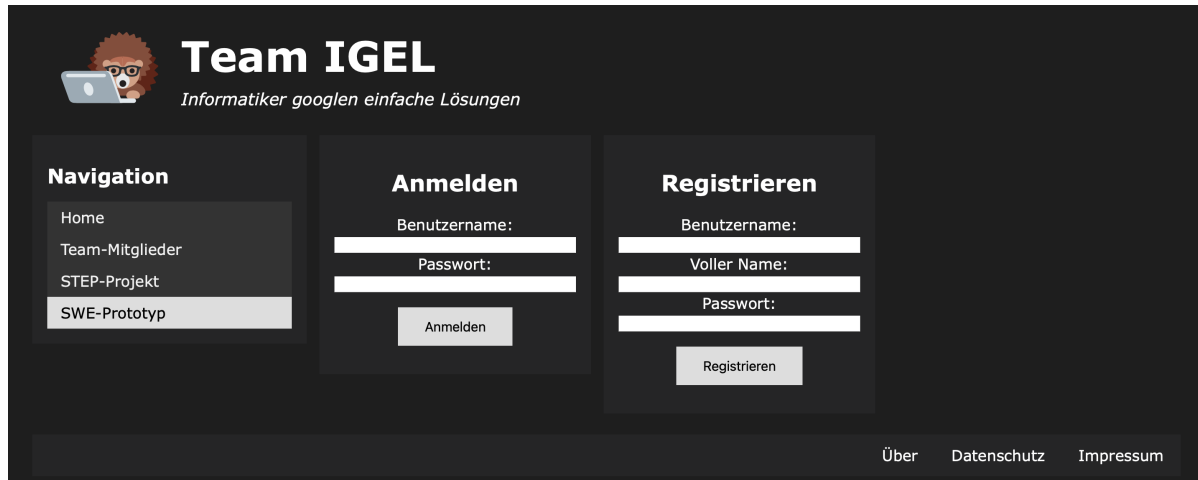 Team IGEL
Informatiker googlen einfache Lösungen
Navigation
Home
Team-Mitglieder
STEP-Projekt
SWE-Prototyp
Anmelden
Benutzername:
Passwort:
Anmelden
Registrieren
Benutzername:
Voller Name:
Passwort:
Registrieren
Über Datenschutz Impressum